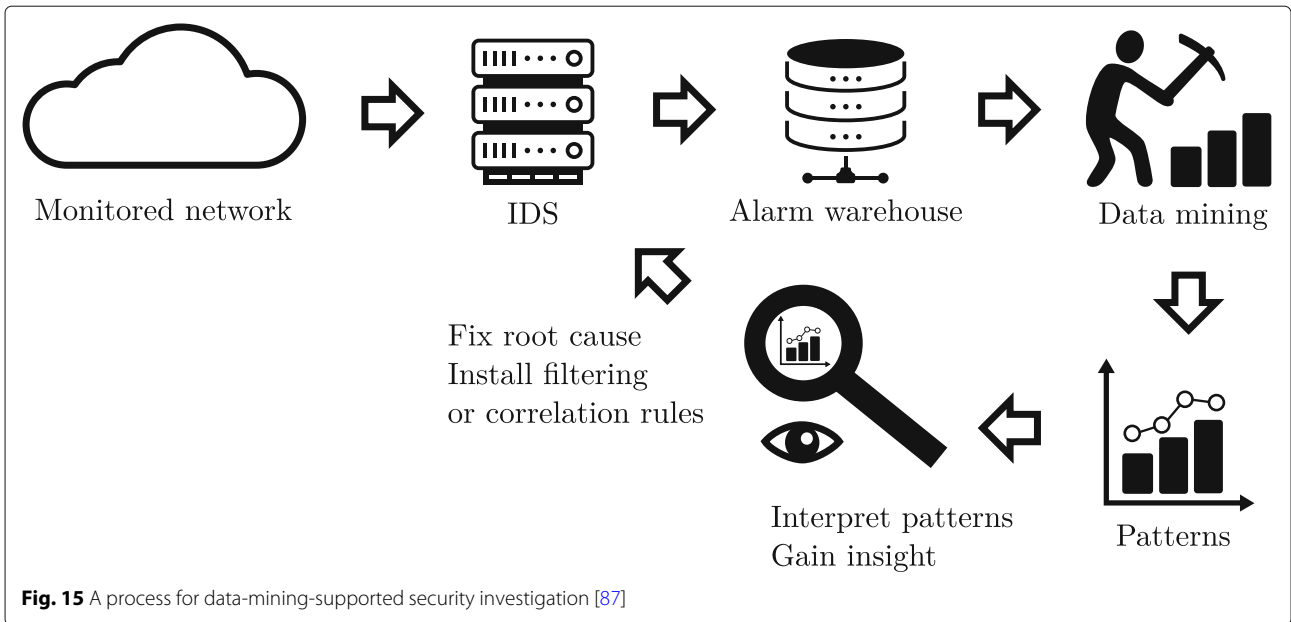 Monitored network
IDS
Alarm warehouse
Data mining
Fix root cause
Install filtering
or correlation rules
Interpret patterns
Gain insight
Patterns
Fig. 15 A process for data-mining-supported security investigation [87]